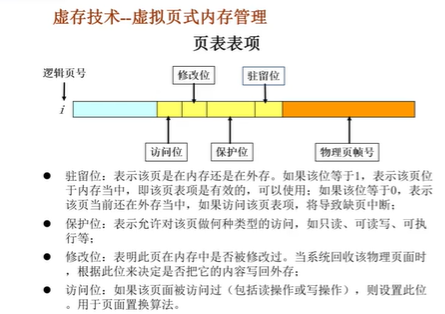 虚存技术--虚拟页式内存管理
页表表项
逻辑页号
修改位
驻留位
i
访问位
保护位
物理页帧号
● 驻留位：表示该页是在内存还是在外存。如果该位等于1，表示该页位
于内存当中，即该页表项是有效的，可以使用；如果该位等于0，表示
该页当前还在外存当中，如果访问该页表项，将导致缺页中断；
● 保护位：表示允许对该页做何种类型的访问，如只读、可读写、可执
行等；
● 修改位：表明此页在内存中是否被修改过。当系统回收该物理页面时
，根据此位来决定是否把它的内容写回外存；
● 访问位：如果该页面被访问过（包括读操作或写操作），则设置此位
。用于页面置换算法。